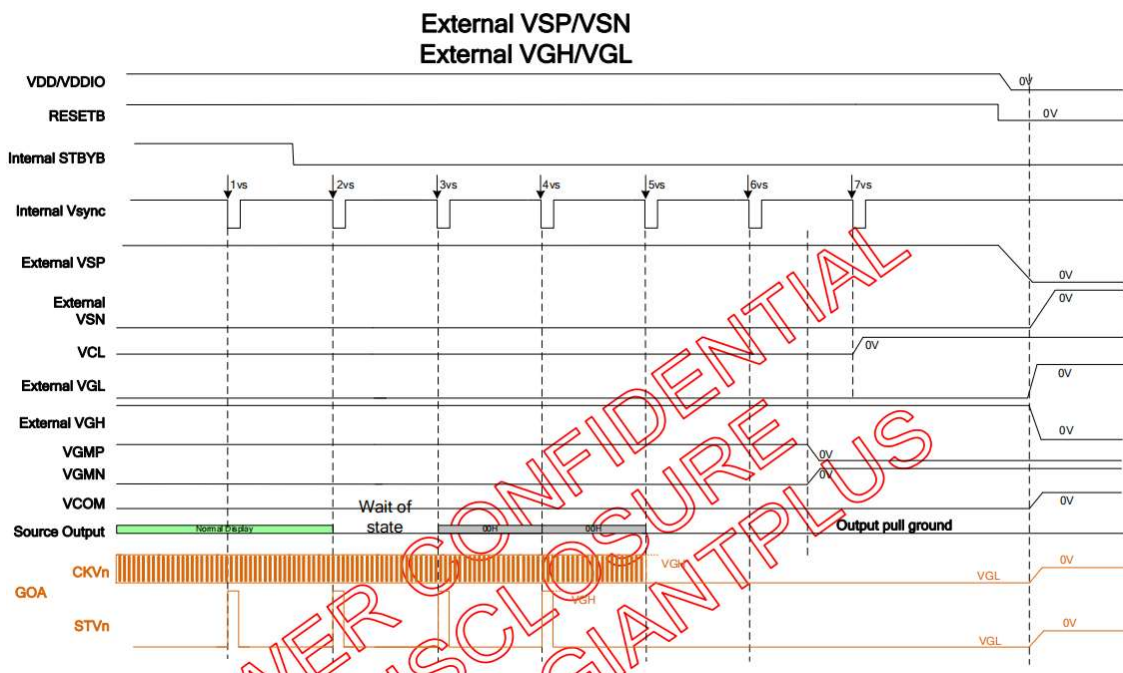 External VSP/VSN
External VGH/VGL
VDD/VDDIO
0V
RESETB
0V
Internal STBYB
1vs
2vs
3vs
4vs
5vs
6vs
7vs
Internal Vsync
External VSP
0V
External
VSN
0V
VCL
0V
External VGL
0V
External VGH
0V
VGMP
0V
VGMN
0V
VCOM
0V
Wait of
state
Source Output
Normal Display
00H
00H
Output pull ground
CKVn
VGL
0V
GOA
VGH
STVn
VGL
0V
CONFIDENTIAL
GIANTPLUS